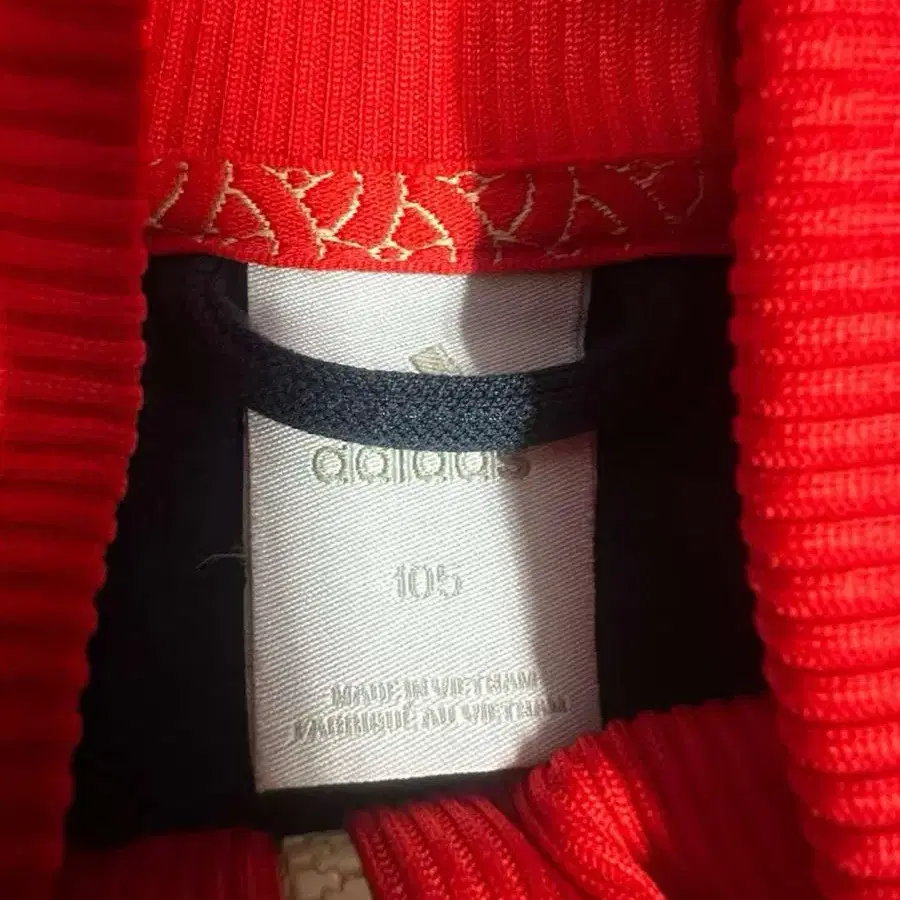 adidas
105
MADE IN VIETNAM
FABRIQUÉ AU VIETNAM